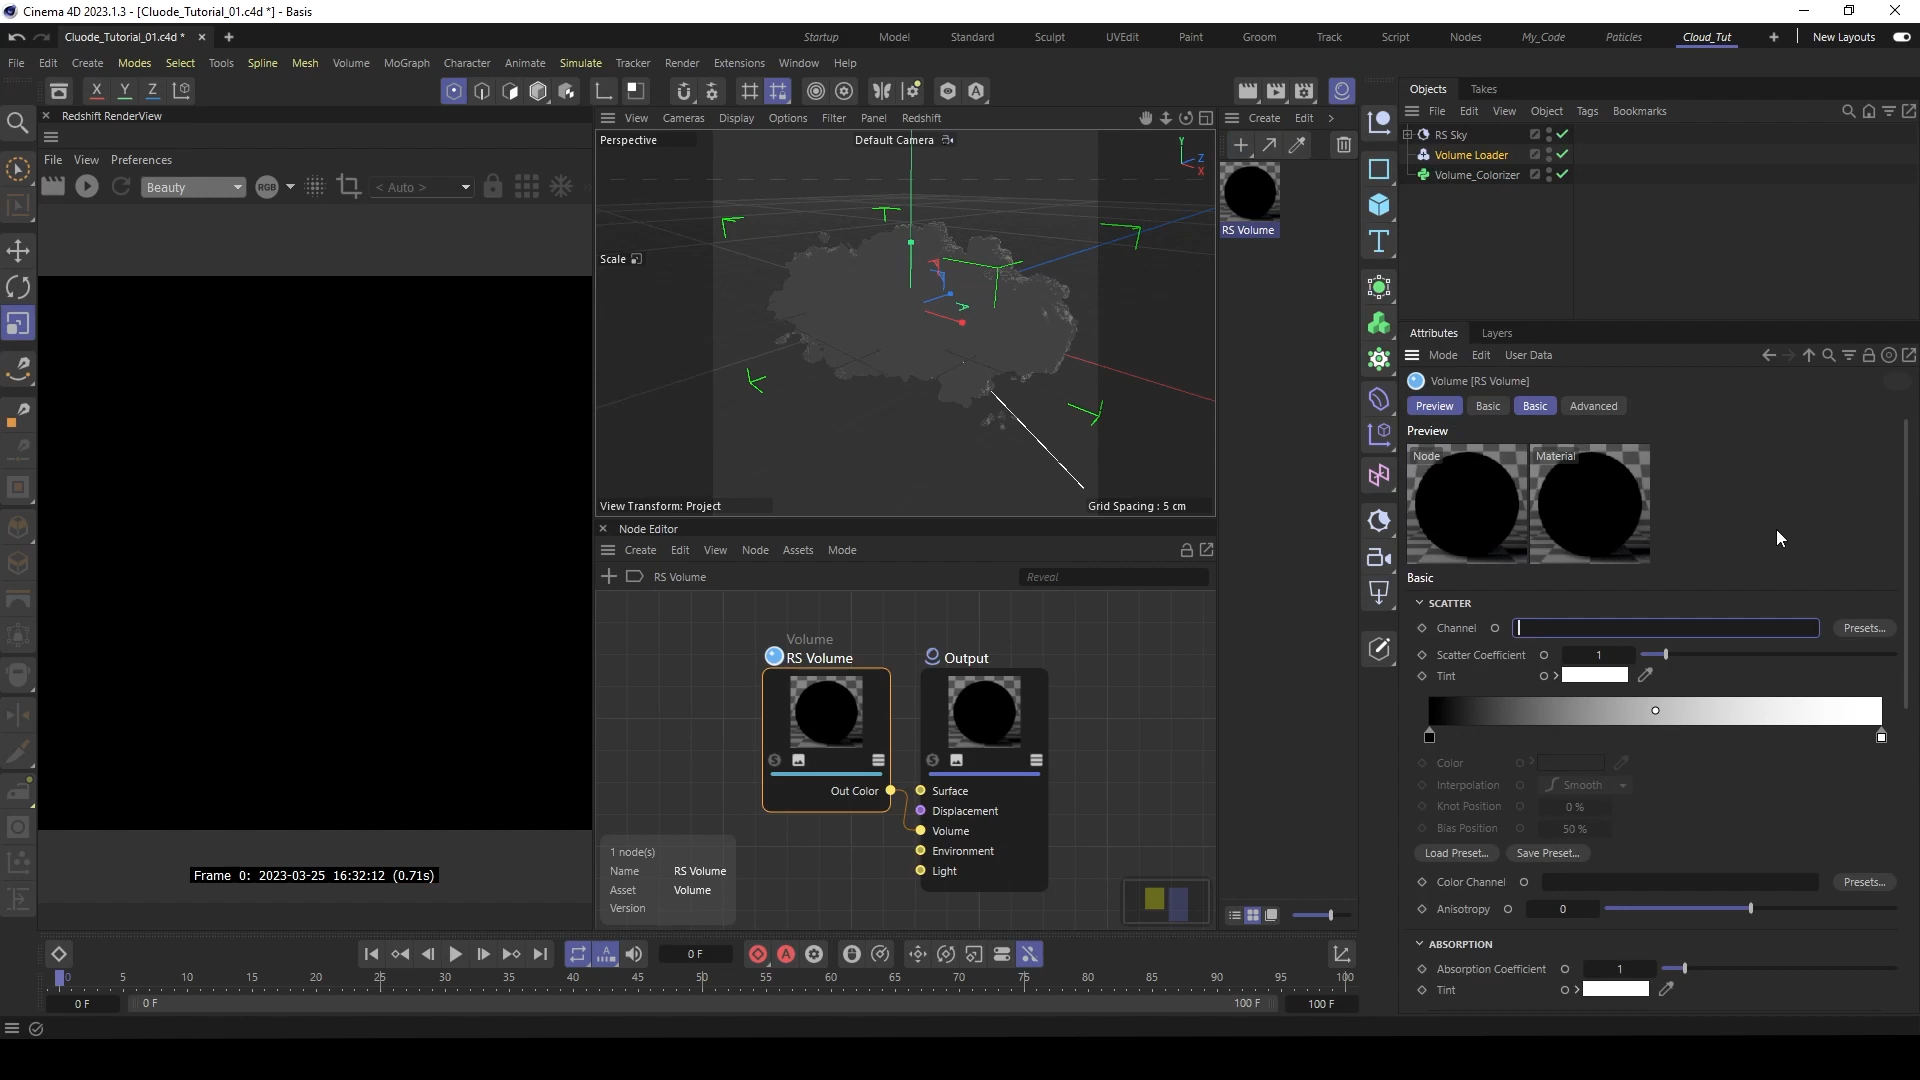 Cinema 4D 2023.1.3 - [Cluode_Tutorial_01.c4d *] - Basis
Cluode_Tutorial_01.c4d *
Startup Model Standard Sculpt UVEdit Paint Groom Track Script Nodes My_Code Paticles Cloud_Tut New Layouts
File Edit Create Modes Select Tools Spline Mesh Volume MoGraph Character Animate Simulate Tracker Render Extensions Window Help
X Y Z
Redshift RenderView
File View Preferences
Beauty RGB < Auto >
Frame 0: 2023-03-25 16:32:12 (0.71s)
View Cameras Display Options Filter Panel Redshift
Perspective
Default Camera
Y
Z
X
Scale
View Transform: Project
Grid Spacing : 5 cm
Node Editor
Create Edit View Node Assets Mode
RS Volume
Reveal
Volume
RS Volume
Out Color
Output
Surface
Displacement
Volume
Environment
Light
1 node(s)
Name RS Volume
Asset Volume
Version
Create Edit
RS Volume
Objects Takes
File Edit View Object Tags Bookmarks
RS Sky
Volume Loader
Volume_Colorizer
Attributes Layers
Mode Edit User Data
Volume [RS Volume]
Preview Basic Basic Advanced
Preview
Node Material
Basic
SCATTER
Channel Presets...
Scatter Coefficient 1
Tint
Color
Interpolation Smooth
Knot Position 0 %
Bias Position 50 %
Load Preset... Save Preset...
Color Channel Presets...
Anisotropy 0
ABSORPTION
Absorption Coefficient 1
Tint
0 F
0 5 10 15 20 25 30 35 40 45 50 55 60 65 70 75 80 85 90 95 100
0 F 0 F 100 F 100 F